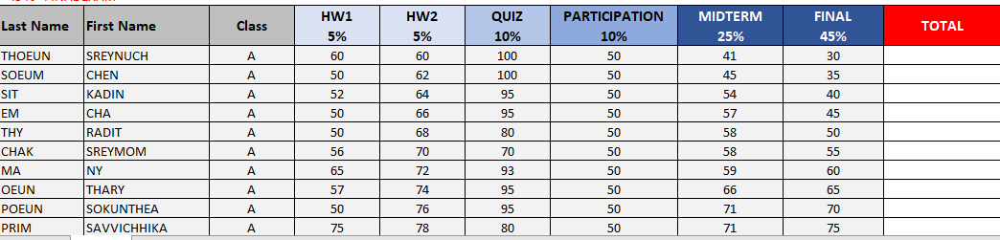 Last Name First Name Class HW1 5% HW2 5% QUIZ 10% PARTICIPATION 10% MIDTERM 25% FINAL 45% TOTAL
THOEUN SREYNUCH A 60 60 100 50 41 30
SOEUM CHEN A 50 62 100 50 45 35
SIT KADIN A 52 64 95 50 54 40
EM CHA A 50 66 95 50 57 45
THY RADIT A 50 68 80 50 58 50
CHAK SREYMOM A 56 70 70 50 58 55
MA NY A 65 72 93 50 59 60
OEUN THARY A 57 74 95 50 66 65
POEUN SOKUNTHEA A 50 76 95 50 71 70
PRIM SAVVICHHIKA A 75 78 80 50 71 75